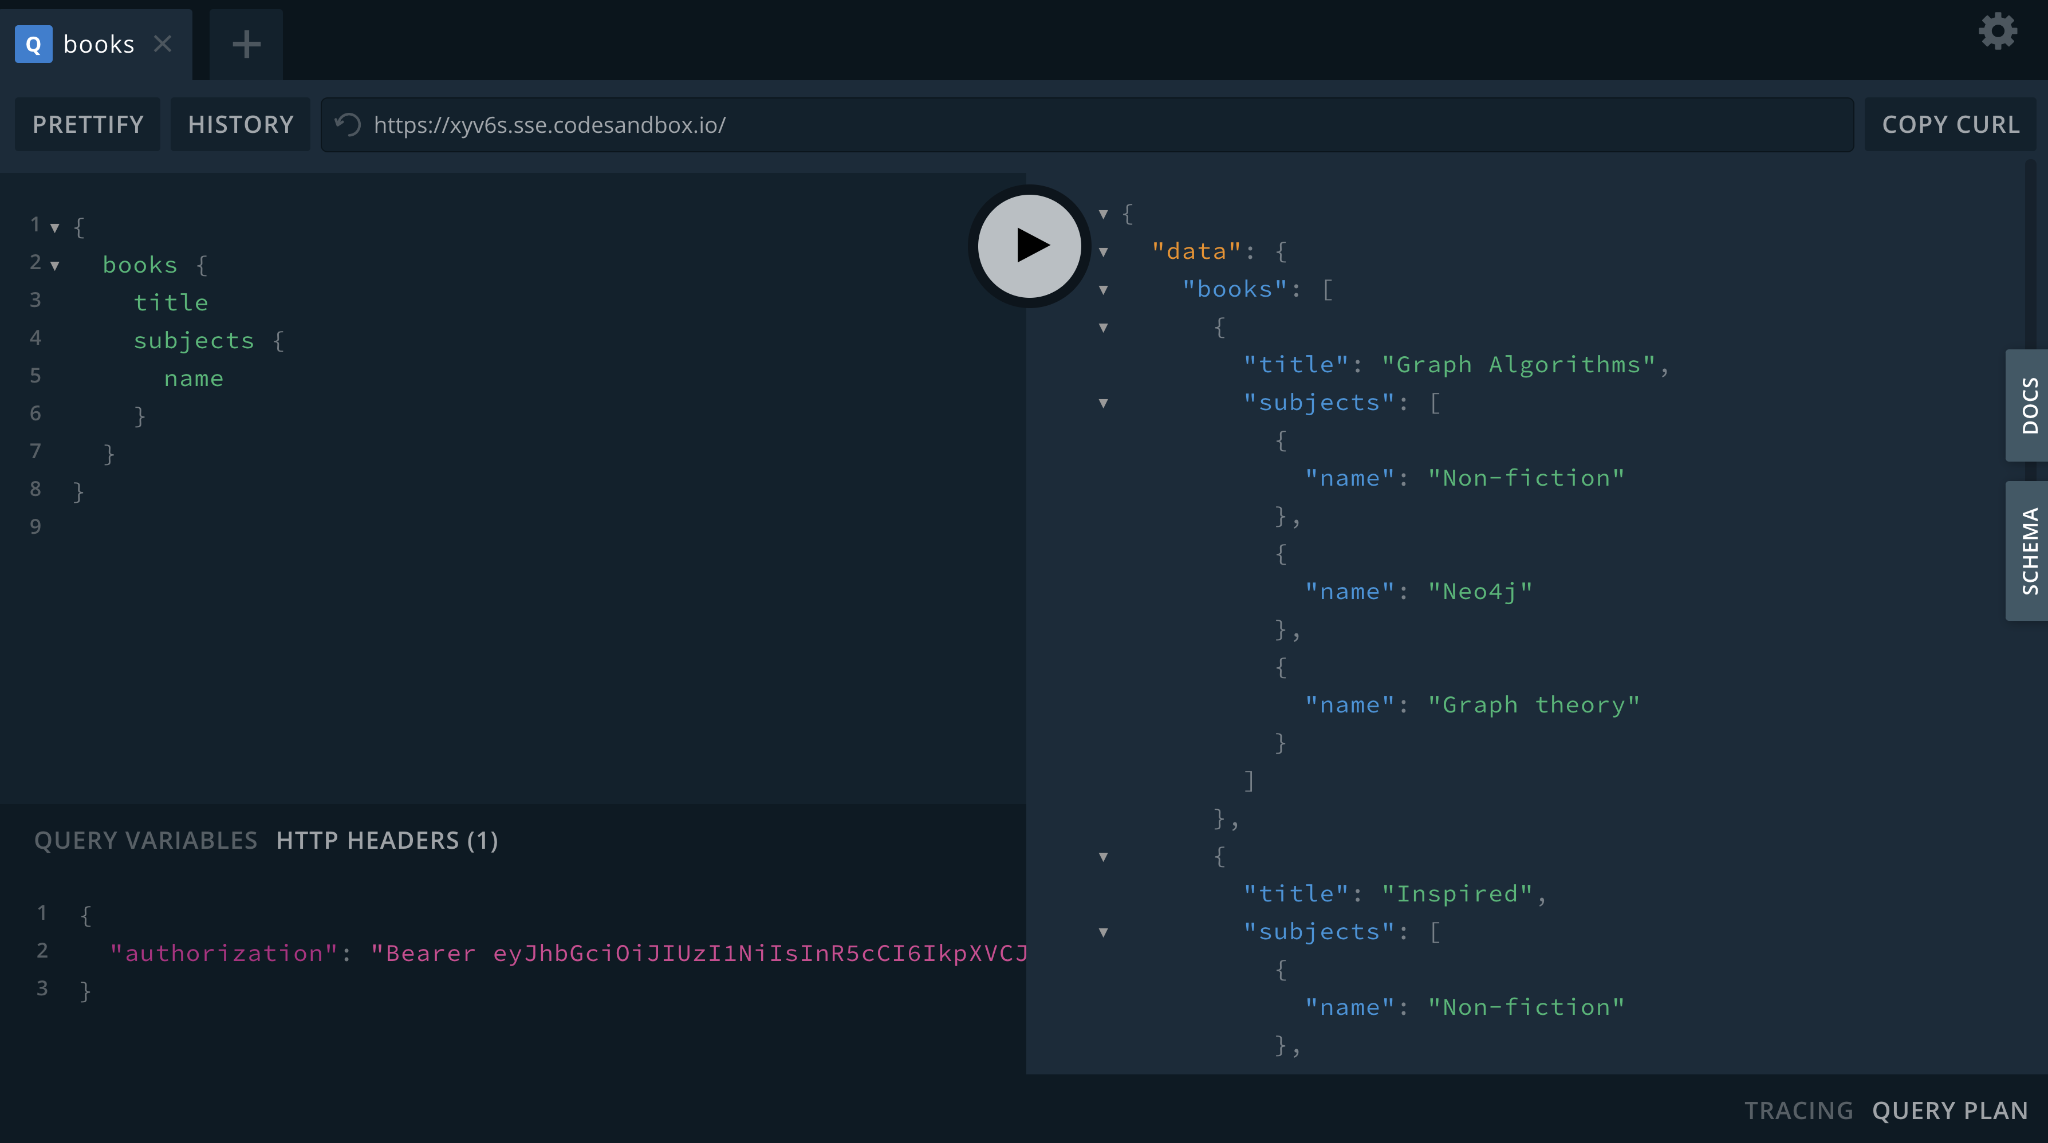 Q books
PRETTIFY HISTORY https://xyv6s.sse.codesandbox.io/ COPY CURL
1 {
2 books {
3 title
4 subjects {
5 name
6 }
7 }
8 }
9
QUERY VARIABLES HTTP HEADERS (1)
1 {
2 "authorization": "Bearer eyJhbGciOiJIUzI1NiIsInR5cCI6IkpXVCJ
3 }
{
"data": {
"books": [
{
"title": "Graph Algorithms",
"subjects": [
{
"name": "Non-fiction"
},
{
"name": "Neo4j"
},
{
"name": "Graph theory"
}
]
},
{
"title": "Inspired",
"subjects": [
{
"name": "Non-fiction"
},
DOCS
SCHEMA
TRACING QUERY PLAN